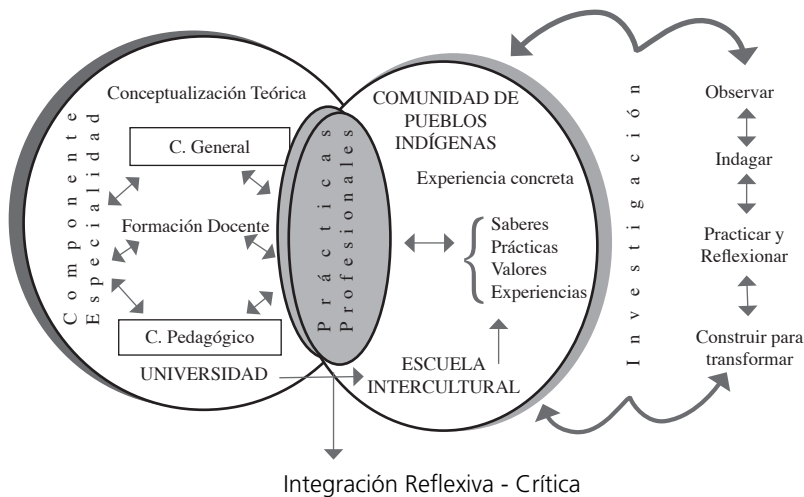 Conceptualización Teórica
C. General
Componente
Especialidad
Formación Docente
C. Pedagógico
UNIVERSIDAD
Prácticas
Profesionales
COMUNIDAD DE
PUEBLOS
INDÍGENAS
Experiencia concreta
Saberes
Prácticas
Valores
Experiencias
ESCUELA
INTERCULTURAL
Investigación
Observar
Indagar
Practicar y
Reflexionar
Construir para
transformar
Integración Reflexiva - Crítica